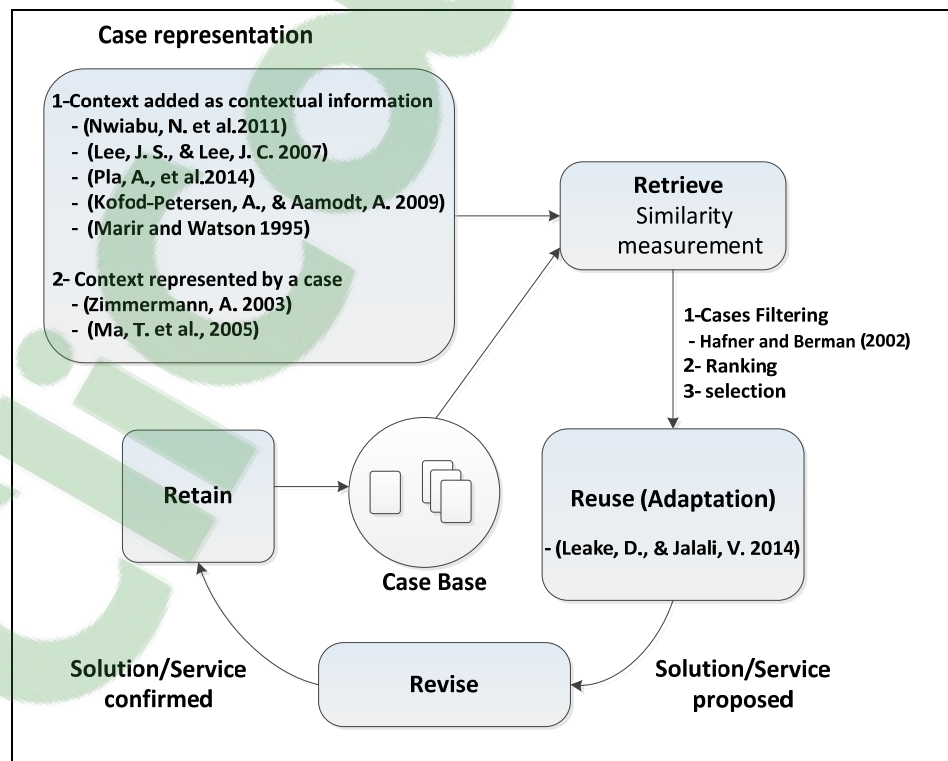 Case representation
1-Context added as contextual information
- (Nwiabu, N. et al.2011)
- (Lee, J. S., & Lee, J. C. 2007)
- (Pla, A., et al.2014)
- (Kofod-Petersen, A., & Aamodt, A. 2009)
- (Marir and Watson 1995)
2- Context represented by a case
- (Zimmermann, A. 2003)
- (Ma, T. et al., 2005)
Retrieve
Similarity
measurement
1-Cases Filtering
- Hafner and Berman (2002)
2- Ranking
3- selection
Reuse (Adaptation)
- (Leake, D., & Jalali, V. 2014)
Retain
Case Base
Solution/Service
confirmed
Revise
Solution/Service
proposed